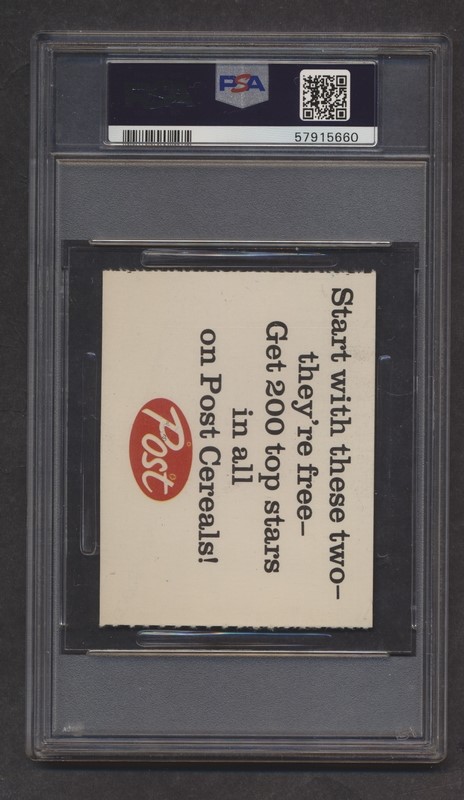 PSA
57915660
Start with these two–
they're free–
Get 200 top stars
in all
on Post Cereals!
Post